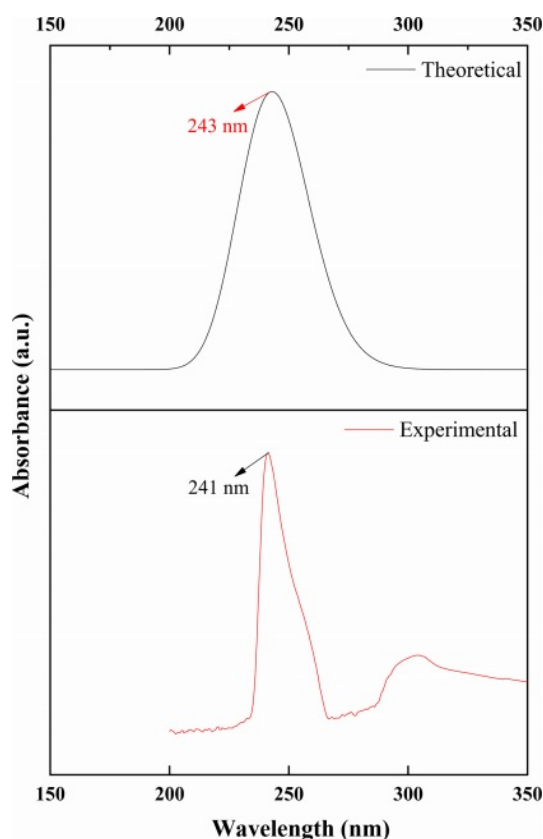 150 200 250 300 350
Theoretical
243 nm
Absorbance (a.u.)
Experimental
241 nm
150 200 250 300 350
Wavelength (nm)